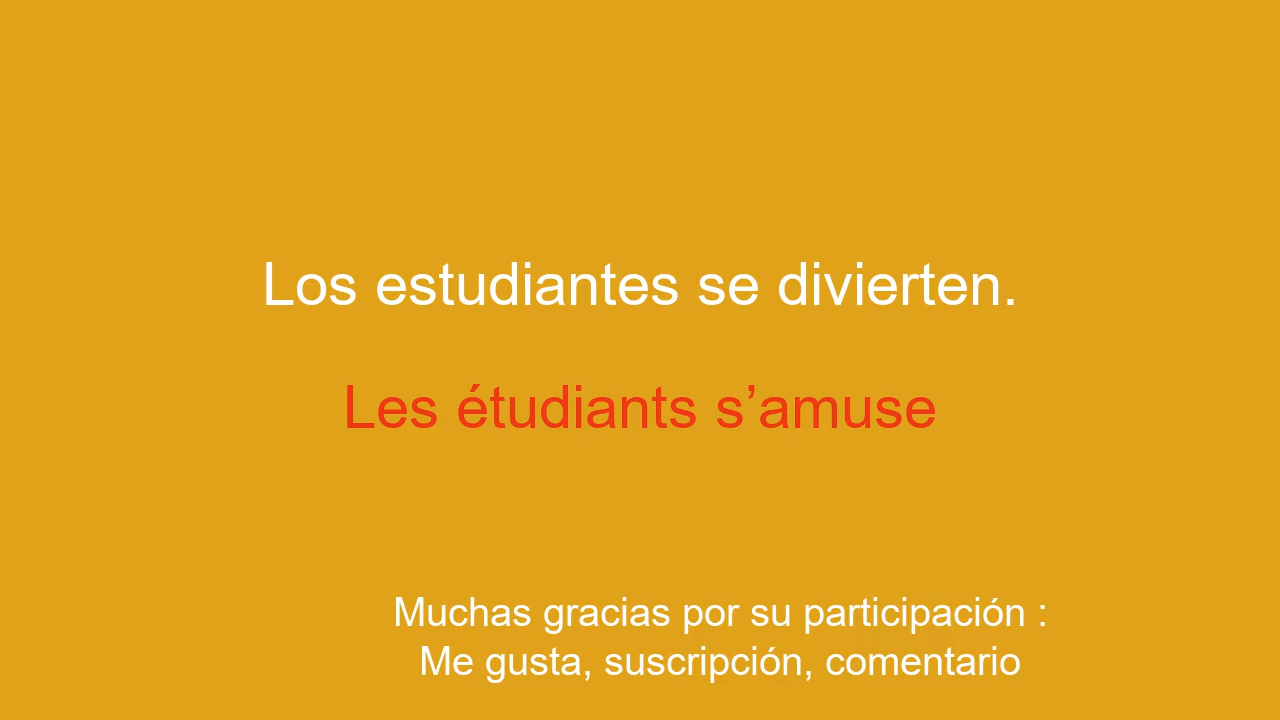 Los estudiantes se divierten.
Les étudiants s’amuse
Muchas gracias por su participación :
Me gusta, suscripción, comentario